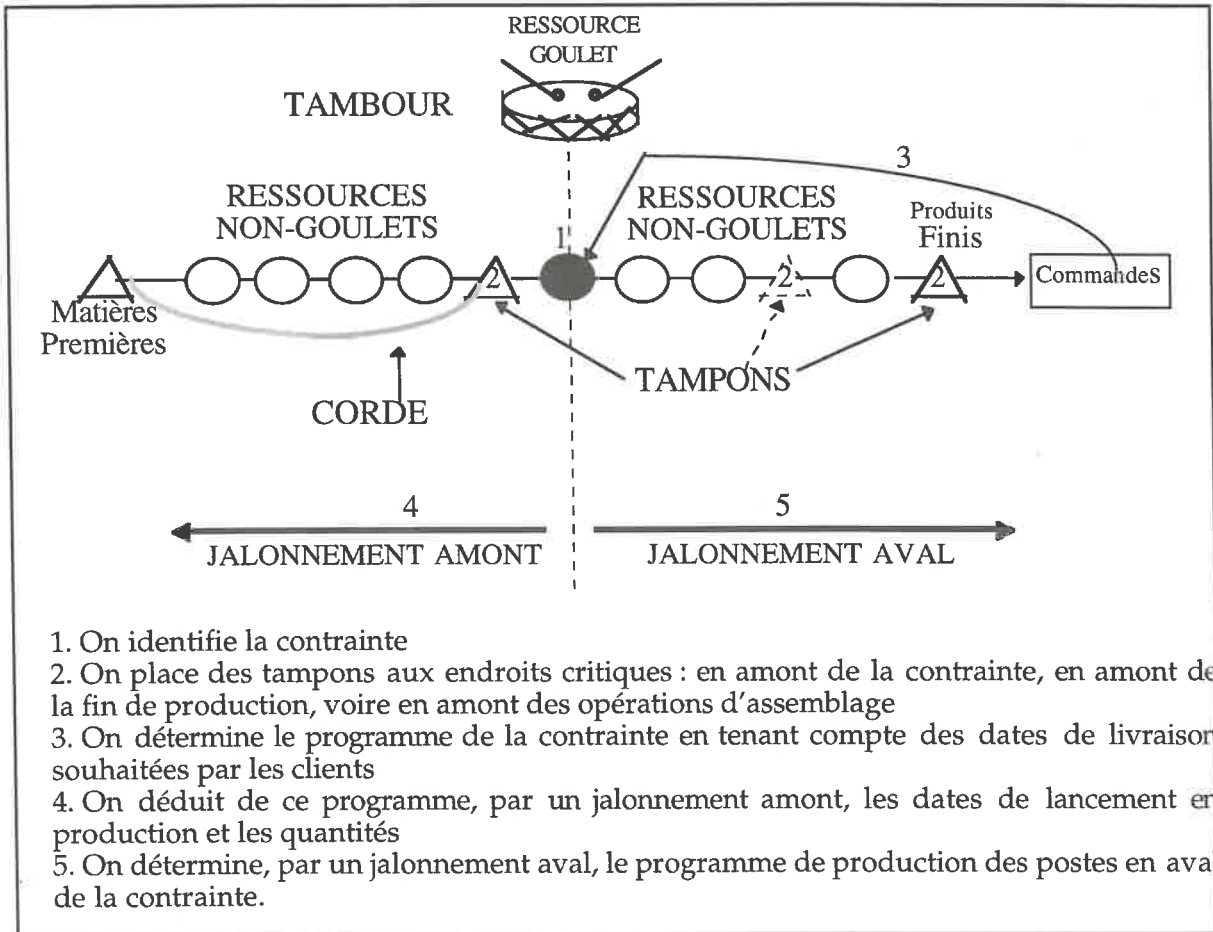 RESSOURCE
GOULET
TAMBOUR
3
RESSOURCES
NON-GOULETS
1
RESSOURCES
NON-GOULETS
Produits
Finis
2
2
2
Commandes
Matières
Premières
TAMPONS
CORDE
4
5
JALONNEMENT AMONT
JALONNEMENT AVAL
1. On identifie la contrainte
2. On place des tampons aux endroits critiques : en amont de la contrainte, en amont de
la fin de production, voire en amont des opérations d'assemblage
3. On détermine le programme de la contrainte en tenant compte des dates de livraison
souhaitées par les clients
4. On déduit de ce programme, par un jalonnement amont, les dates de lancement en
production et les quantités
5. On détermine, par un jalonnement aval, le programme de production des postes en aval
de la contrainte.